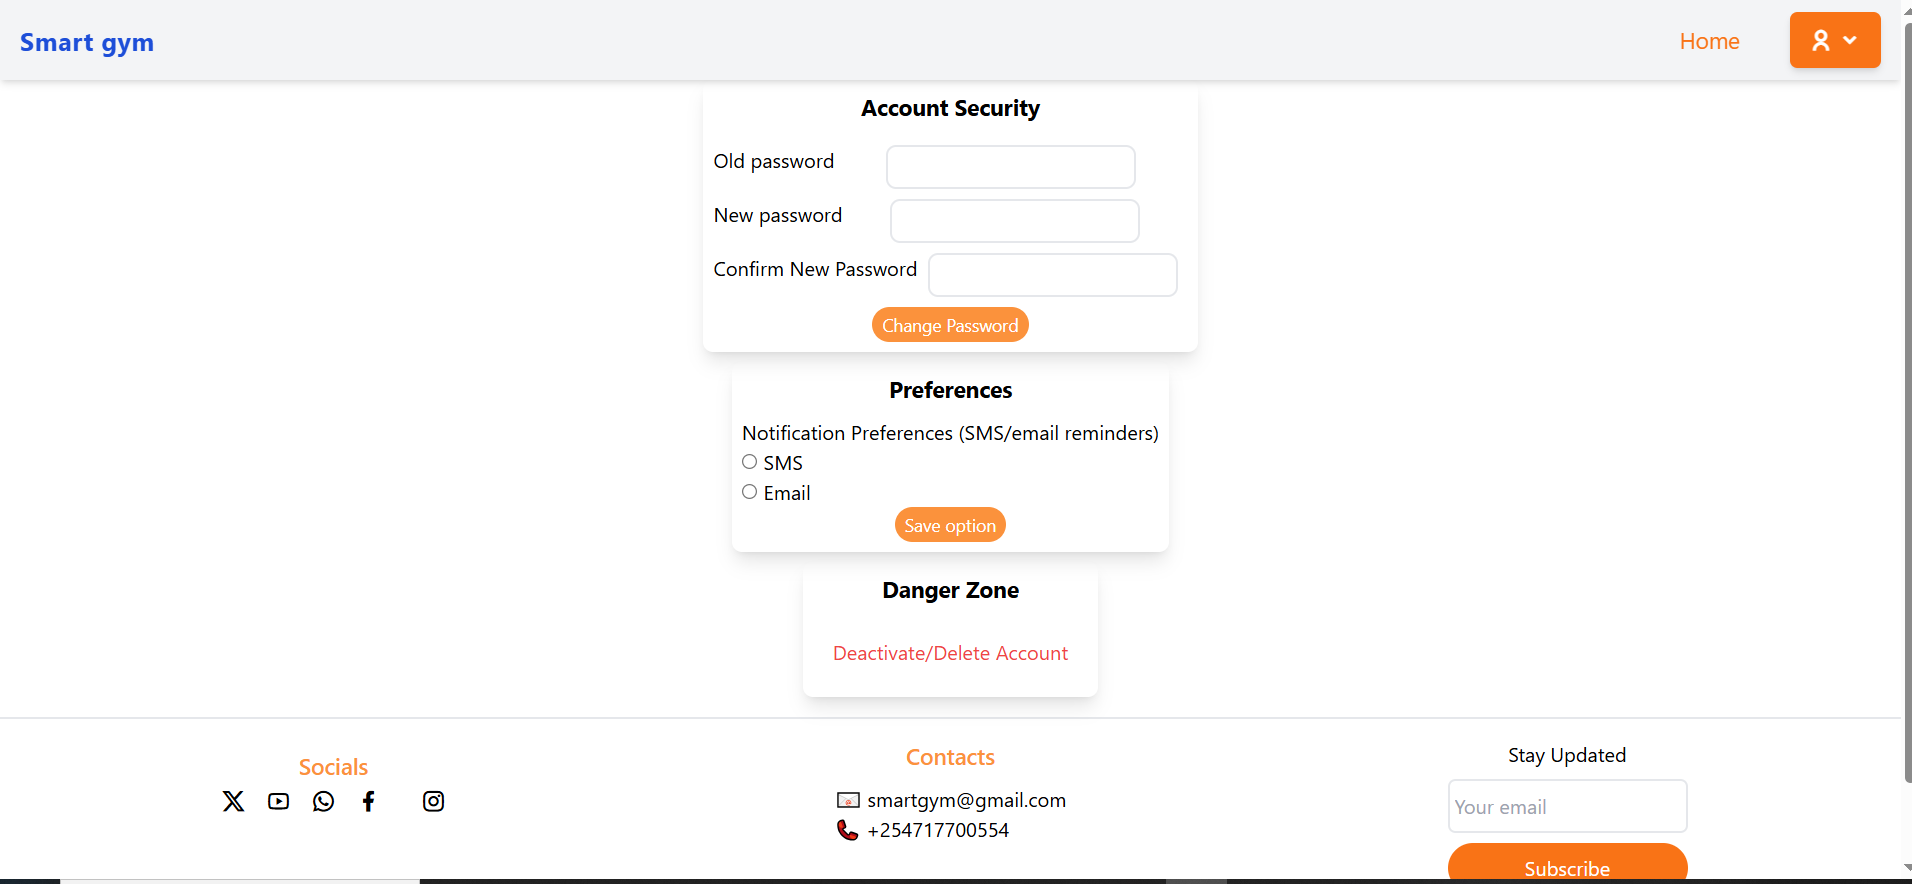 Smart gym
Home
Account Security
Old password
New password
Confirm New Password
Change Password
Preferences
Notification Preferences (SMS/email reminders)
SMS
Email
Save option
Danger Zone
Deactivate/Delete Account
Socials
Contacts
smartgym@gmail.com
+254717700554
Stay Updated
Your email
Subscribe